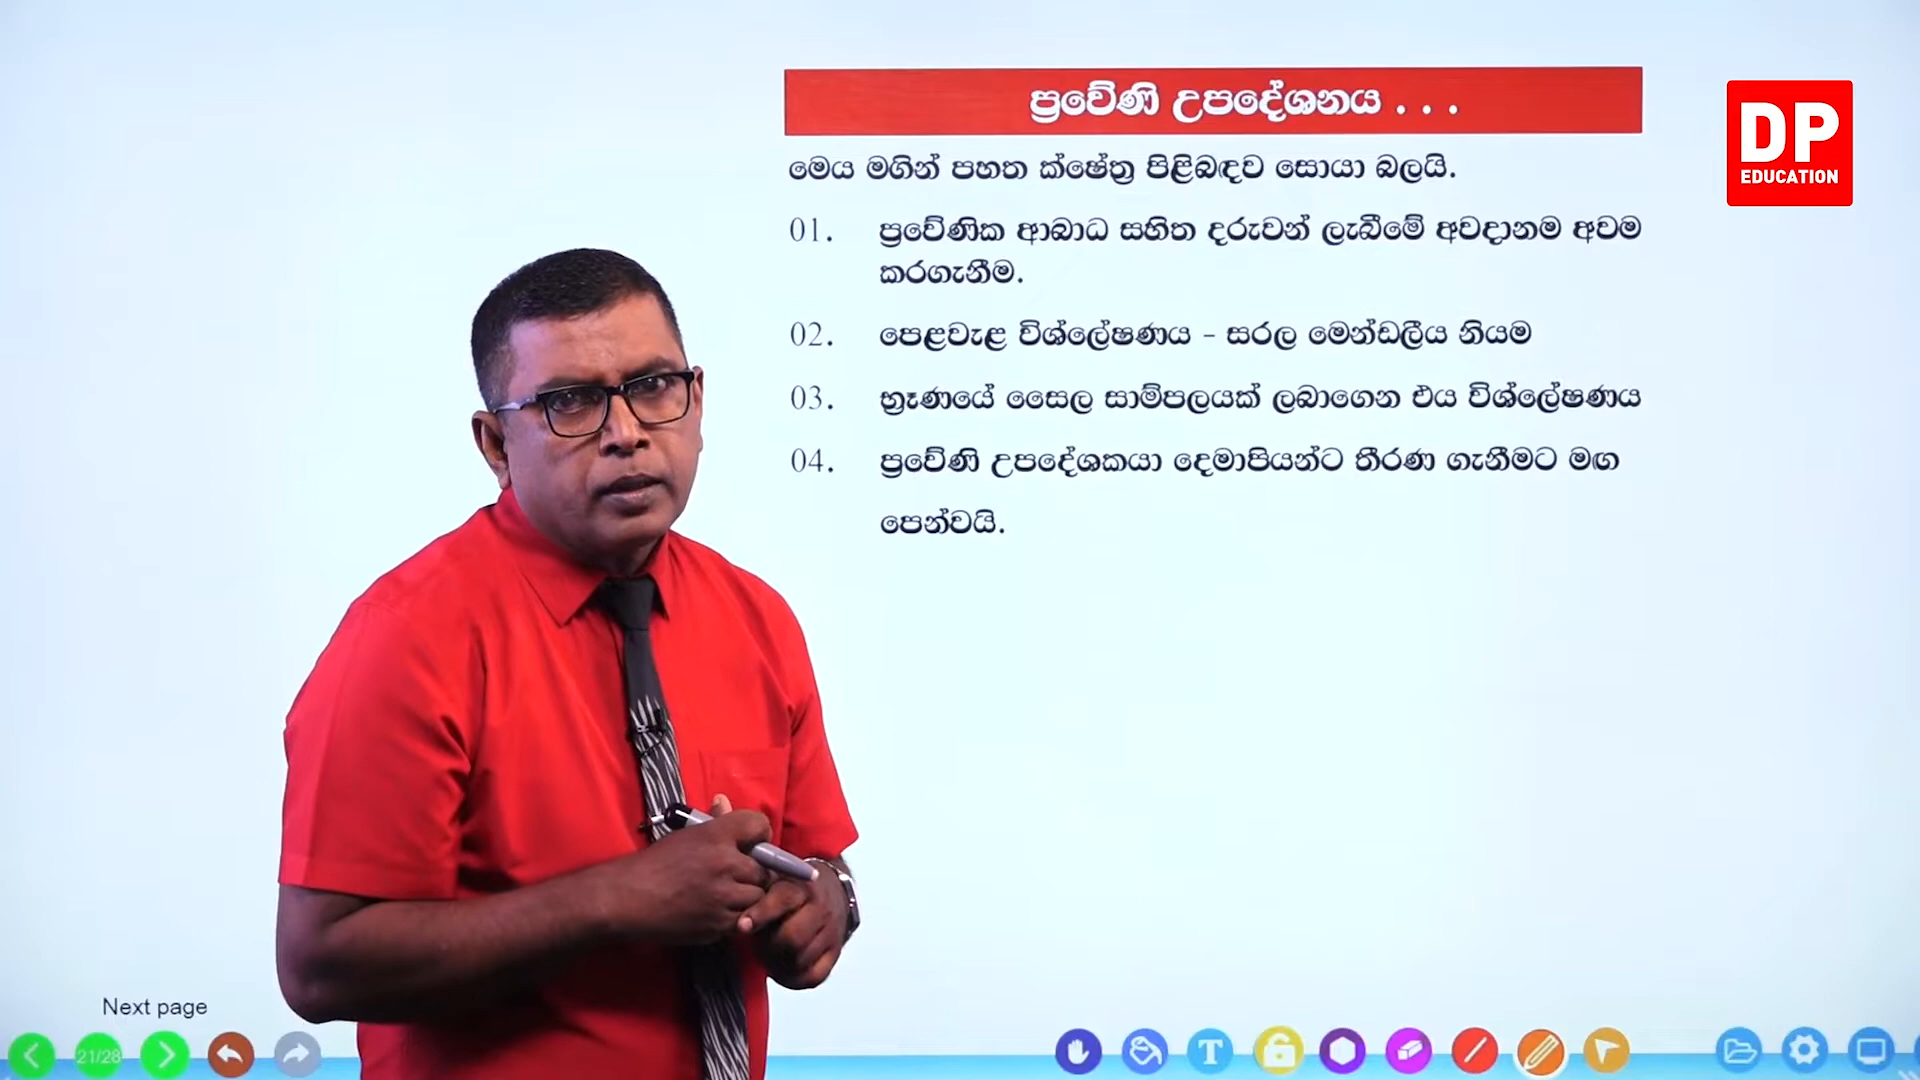 ප්‍රවේණි උපදේශනය . . .
මෙය මගින් පහත ක්ෂේත්‍ර පිළිබඳව සොයා බලයි.
01. ප්‍රවේණික ආබාධ සහිත දරුවන් ලැබීමේ අවදානම අවම
කරගැනීම.
02. පෙළවැළ විශ්ලේෂණය - සරල මෙන්ඩලීය නියම
03. භ්‍රෑණයේ සෛල සාම්පලයක් ලබාගෙන එය විශ්ලේෂණය
04. ප්‍රවේණි උපදේශකයා දෙමාපියන්ට තීරණ ගැනීමට මඟ
පෙන්වයි.
DP
EDUCATION
Next page
21/28
T